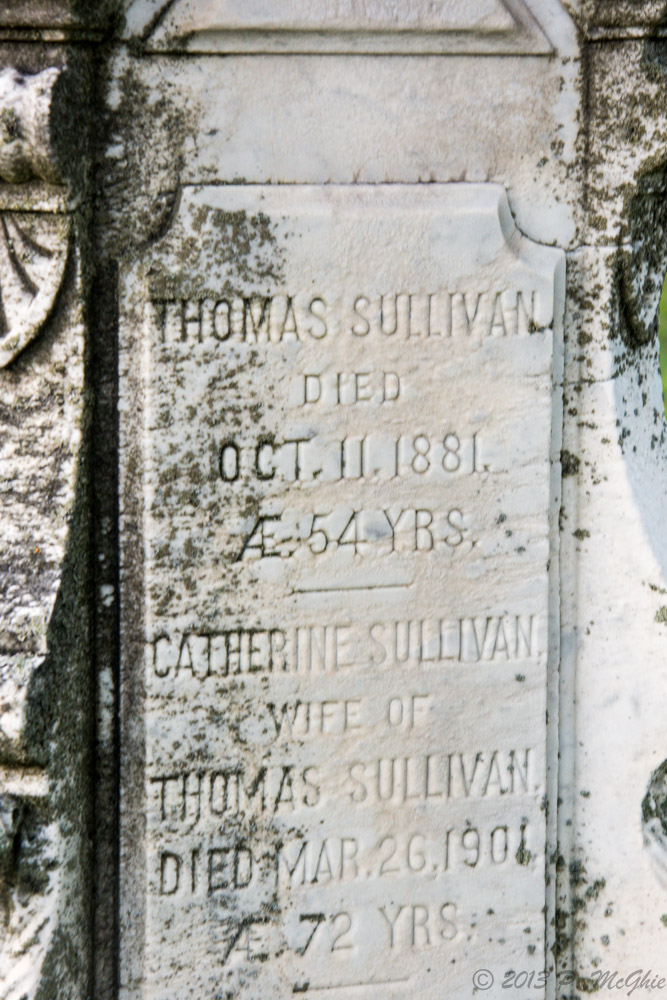 THOMAS SULLIVAN
DIED
OCT. 11. 1881.
Æ. 54 YRS.
CATHERINE SULLIVAN.
WIFE OF
THOMAS SULLIVAN.
DIED MAR. 26, 1901.
Æ 72 YRS.
© 2013 P. McGhie